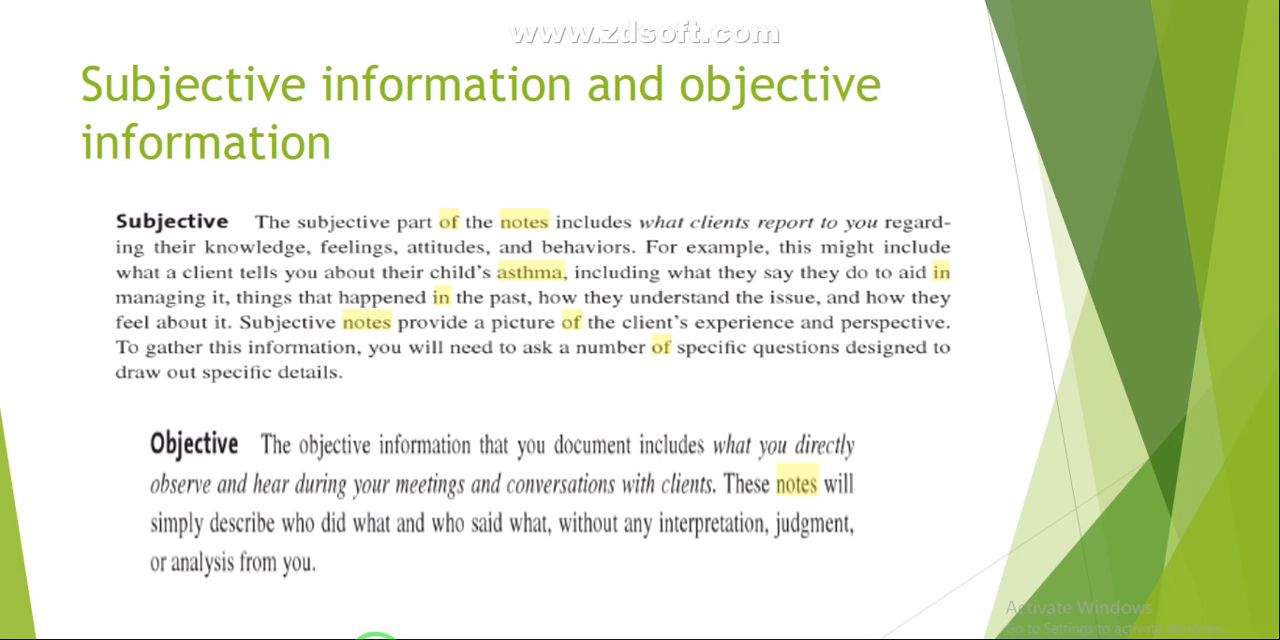 www.zdsoft.com
Subjective information and objective
information
Subjective The subjective part of the notes includes what clients report to you regard-
ing their knowledge, feelings, attitudes, and behaviors. For example, this might include
what a client tells you about their child's asthma, including what they say they do to aid in
managing it, things that happened in the past, how they understand the issue, and how they
feel about it. Subjective notes provide a picture of the client's experience and perspective.
To gather this information, you will need to ask a number of specific questions designed to
draw out specific details.
Objective The objective information that you document includes what you directly
observe and hear during your meetings and conversations with clients. These notes will
simply describe who did what and who said what, without any interpretation, judgment,
or analysis from you.
Activate Windows
Go to Settings to activate Windows.